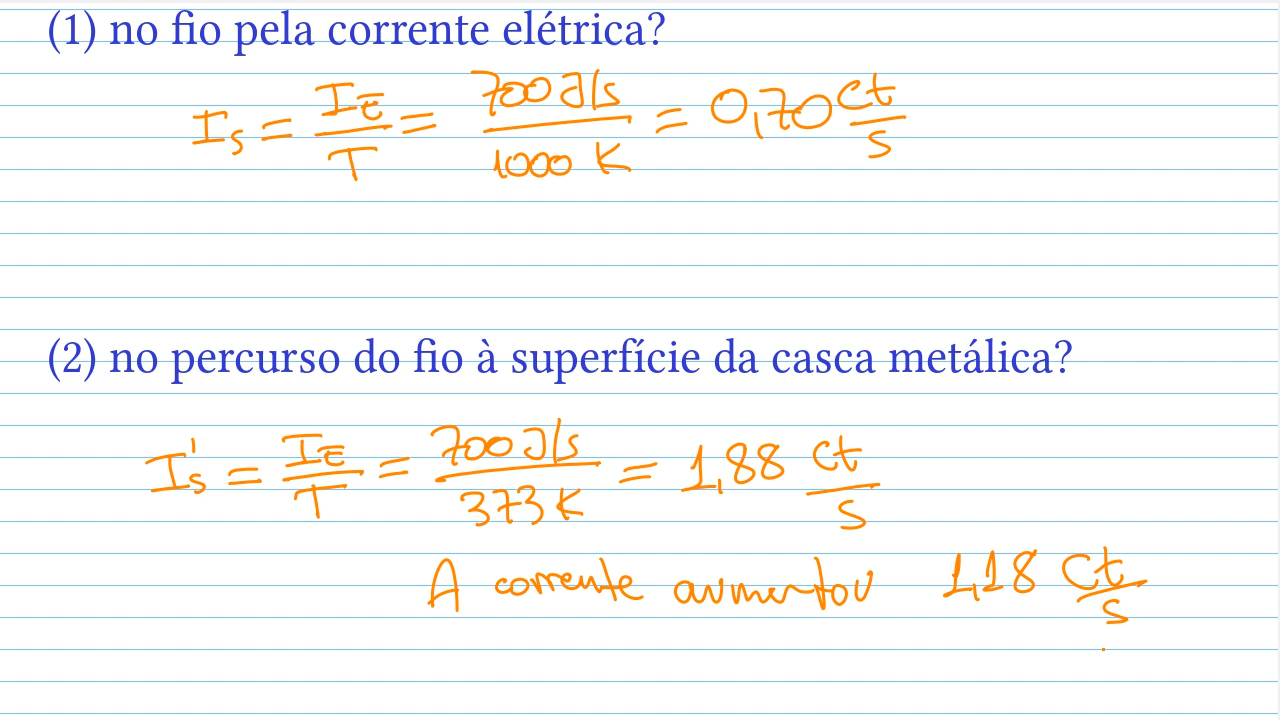 (1) no fio pela corrente elétrica?
I_S = I_E/T = 700 J/s / 1000 K = 0,70 Ct/s
(2) no percurso do fio à superfície da casca metálica?
I'_S = I_E/T = 700 J/s / 373 K = 1,88 Ct/s
A corrente aumentou 1,18 Ct/s